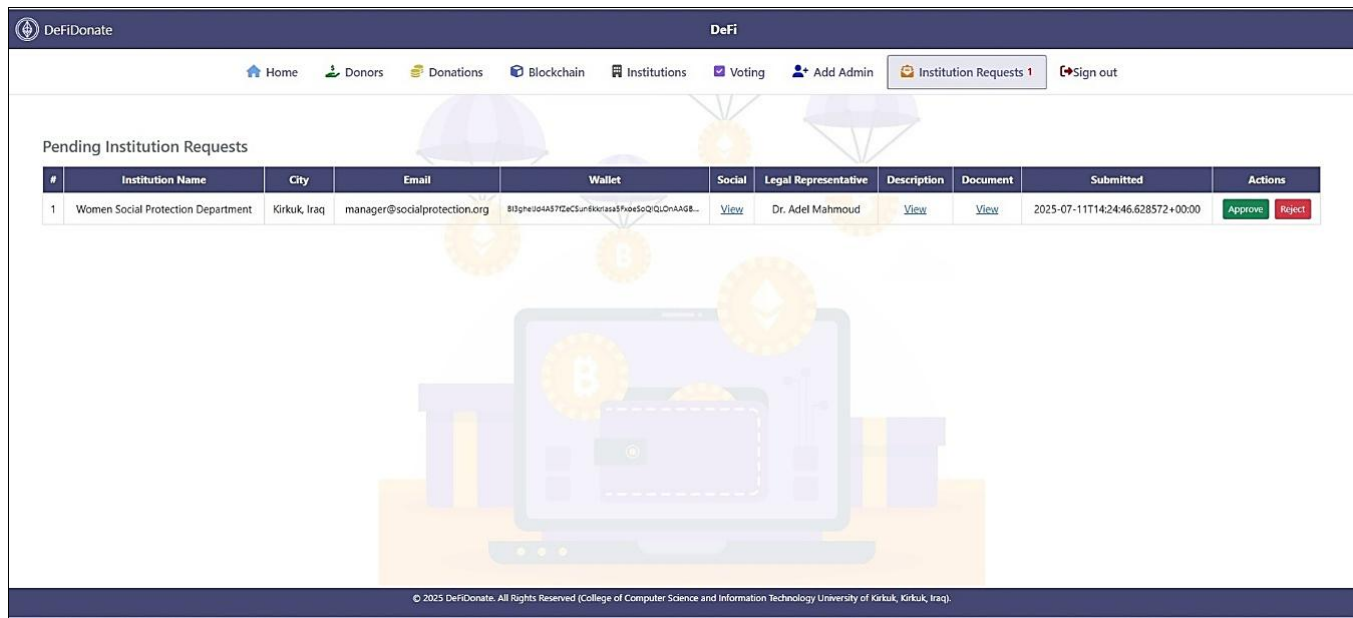 DeFiDonate
DeFi
Home Donors Donations Blockchain Institutions Voting Add Admin Institution Requests 1 Sign out
Pending Institution Requests
# Institution Name City Email Wallet Social Legal Representative Description Document Submitted Actions
1 Women Social Protection Department Kirkuk, Iraq manager@socialprotection.org View Dr. Adel Mahmoud View View 2025-07-11T14:24:46.628572+00:00 Approve Reject
© 2025 DeFiDonate. All Rights Reserved (College of Computer Science and Information Technology University of Kirkuk, Kirkuk, Iraq).